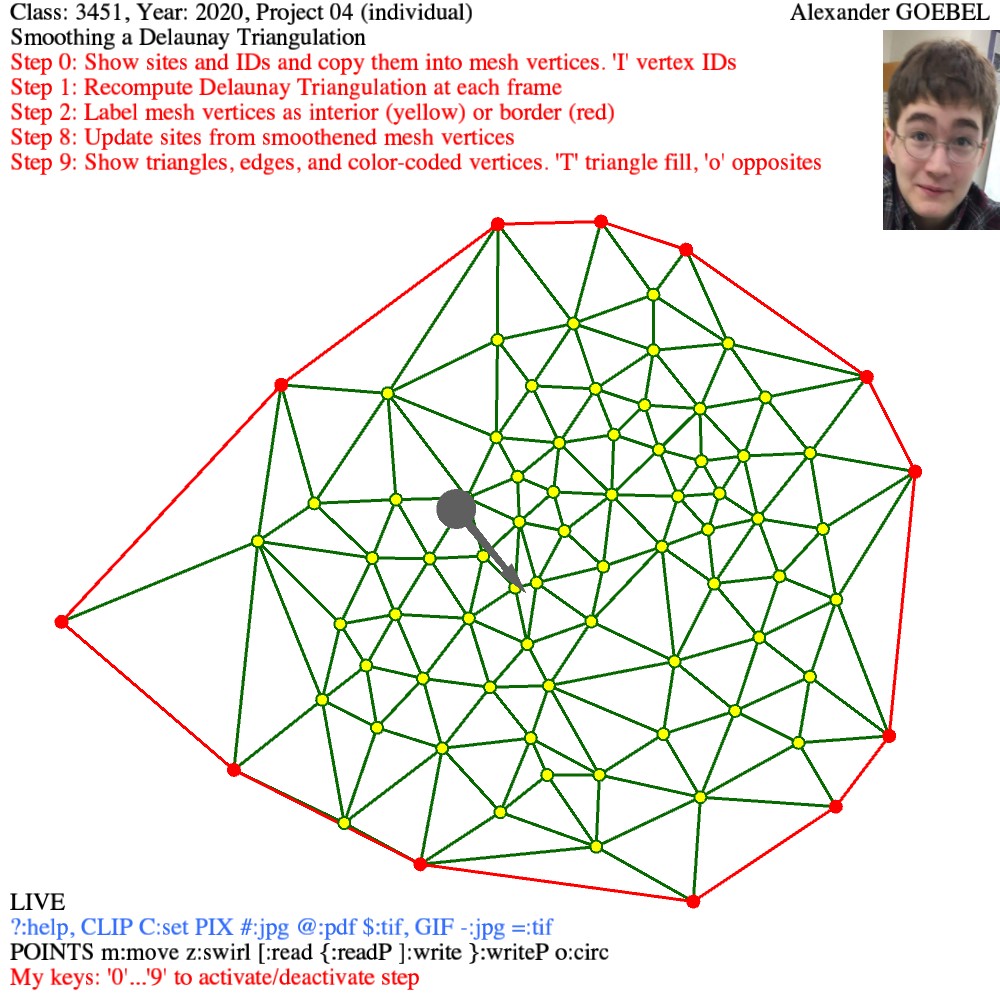 Class: 3451, Year: 2020, Project 04 (individual)
Alexander GOEBEL
Smoothing a Delaunay Triangulation
Step 0: Show sites and IDs and copy them into mesh vertices. 'I' vertex IDs
Step 1: Recompute Delaunay Triangulation at each frame
Step 2: Label mesh vertices as interior (yellow) or border (red)
Step 8: Update sites from smoothened mesh vertices
Step 9: Show triangles, edges, and color-coded vertices. 'T' triangle fill, 'o' opposites
LIVE
?:help, CLIP C:set PIX #:jpg @:pdf $:tif, GIF -:jpg =:tif
POINTS m:move z:swirl [:read {:readP ]:write }:writeP o:circ
My keys: '0'...'9' to activate/deactivate step